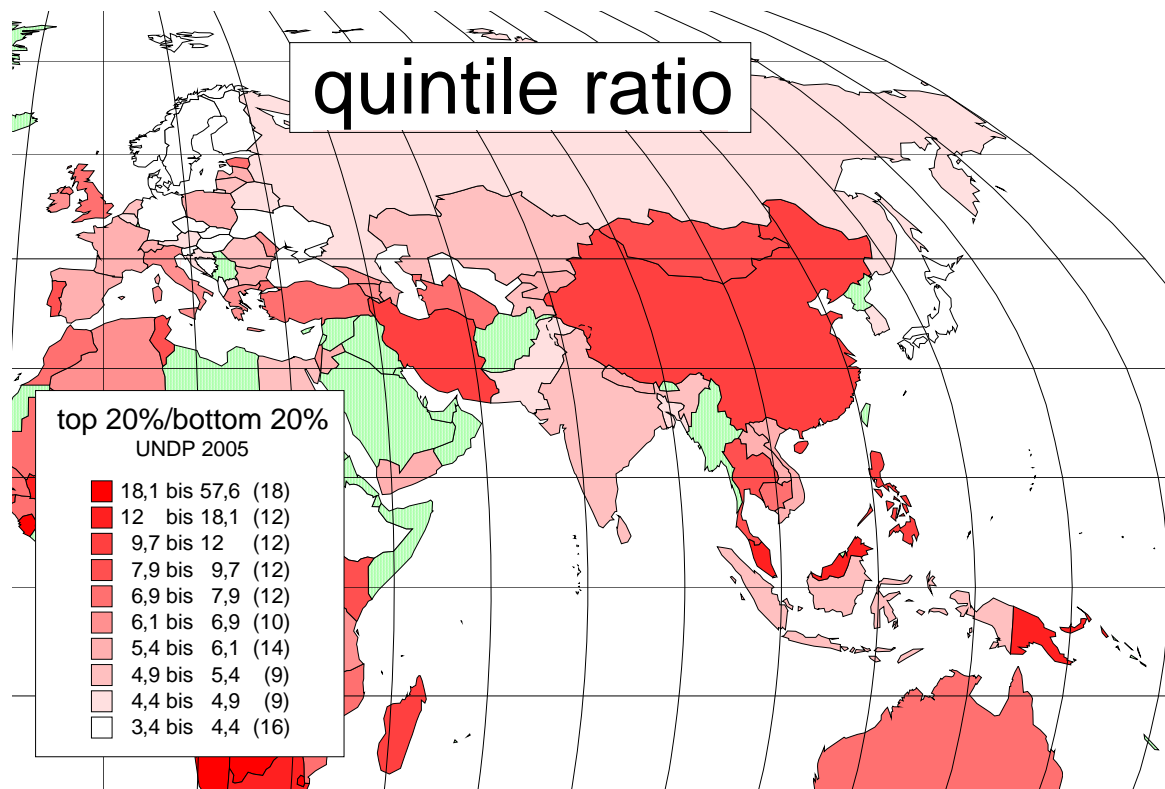 quintile ratio
top 20%/bottom 20%
UNDP 2005
18,1 bis 57,6 (18)
12 bis 18,1 (12)
9,7 bis 12 (12)
7,9 bis 9,7 (12)
6,9 bis 7,9 (12)
6,1 bis 6,9 (10)
5,4 bis 6,1 (14)
4,9 bis 5,4 (9)
4,4 bis 4,9 (9)
3,4 bis 4,4 (16)